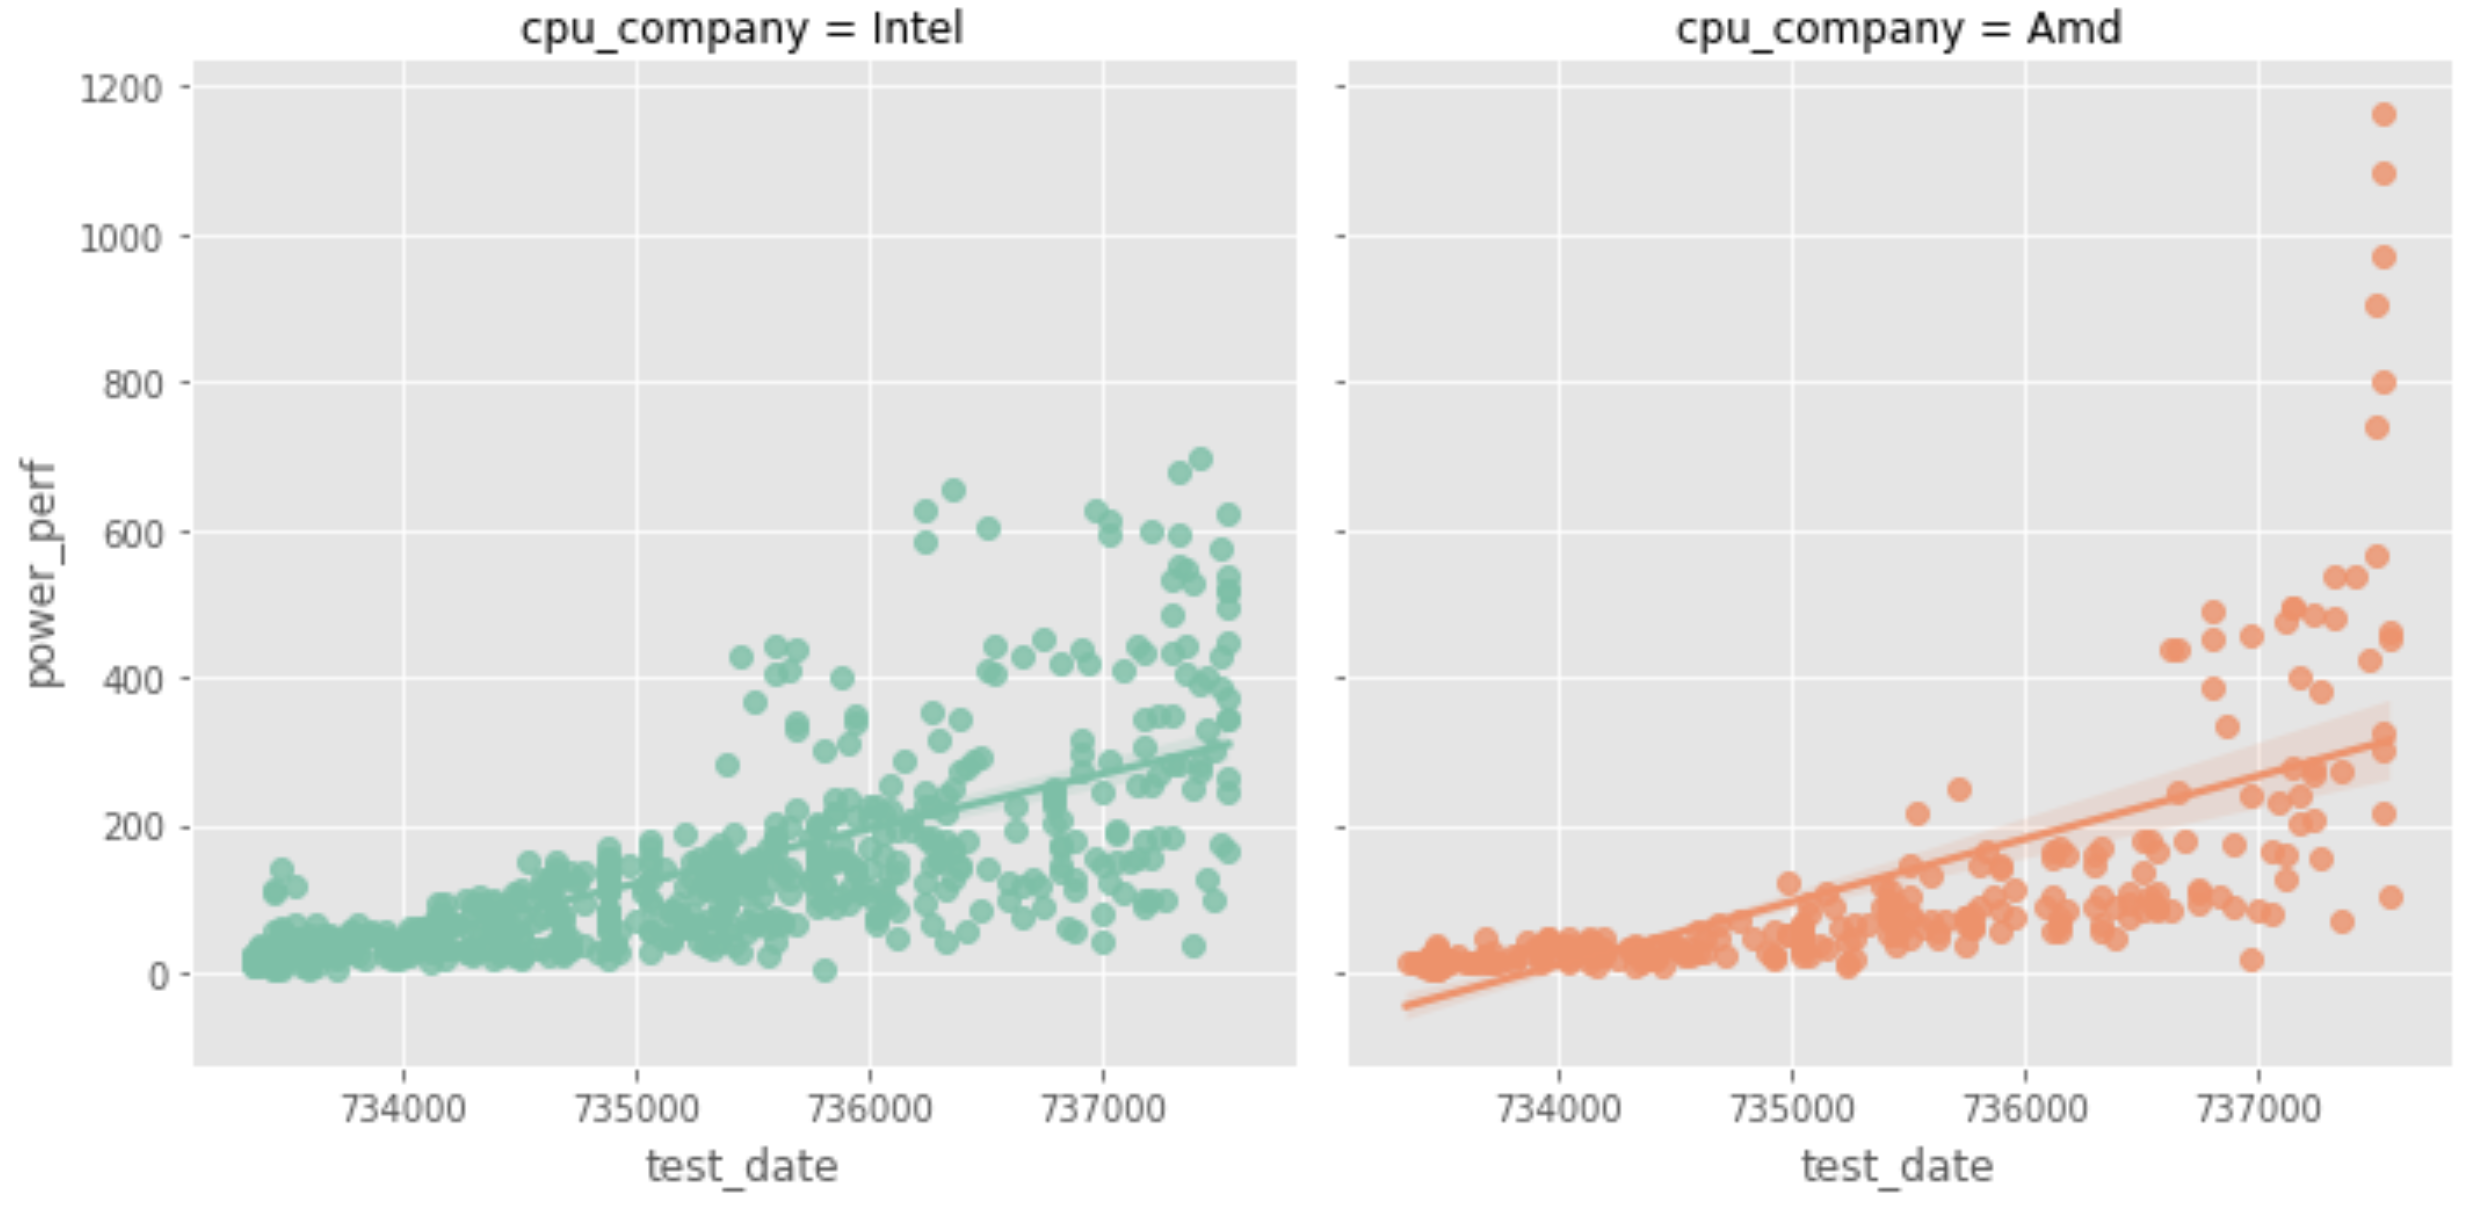 cpu_company = Intel
cpu_company = Amd
power_perf
1200
1000
800
600
400
200
0
734000 735000 736000 737000
734000 735000 736000 737000
test_date
test_date